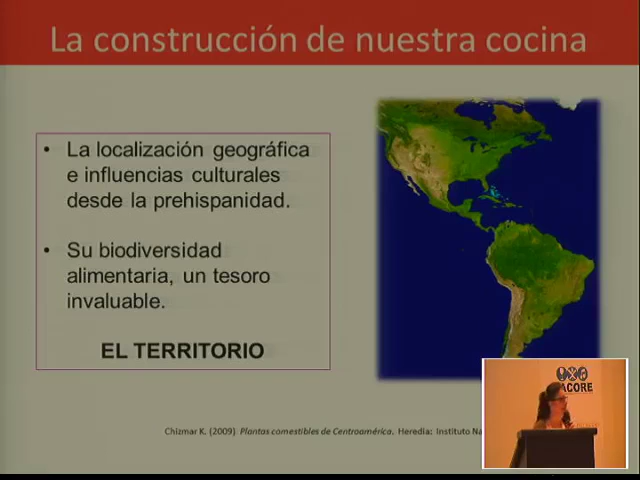 La construcción de nuestra cocina
• La localización geográfica
e influencias culturales
desde la prehispanidad.
• Su biodiversidad
alimentaria, un tesoro
invaluable.
EL TERRITORIO
Chizmar K. (2009) Plantas comestibles de Centroamérica. Heredia: Instituto
ACORE